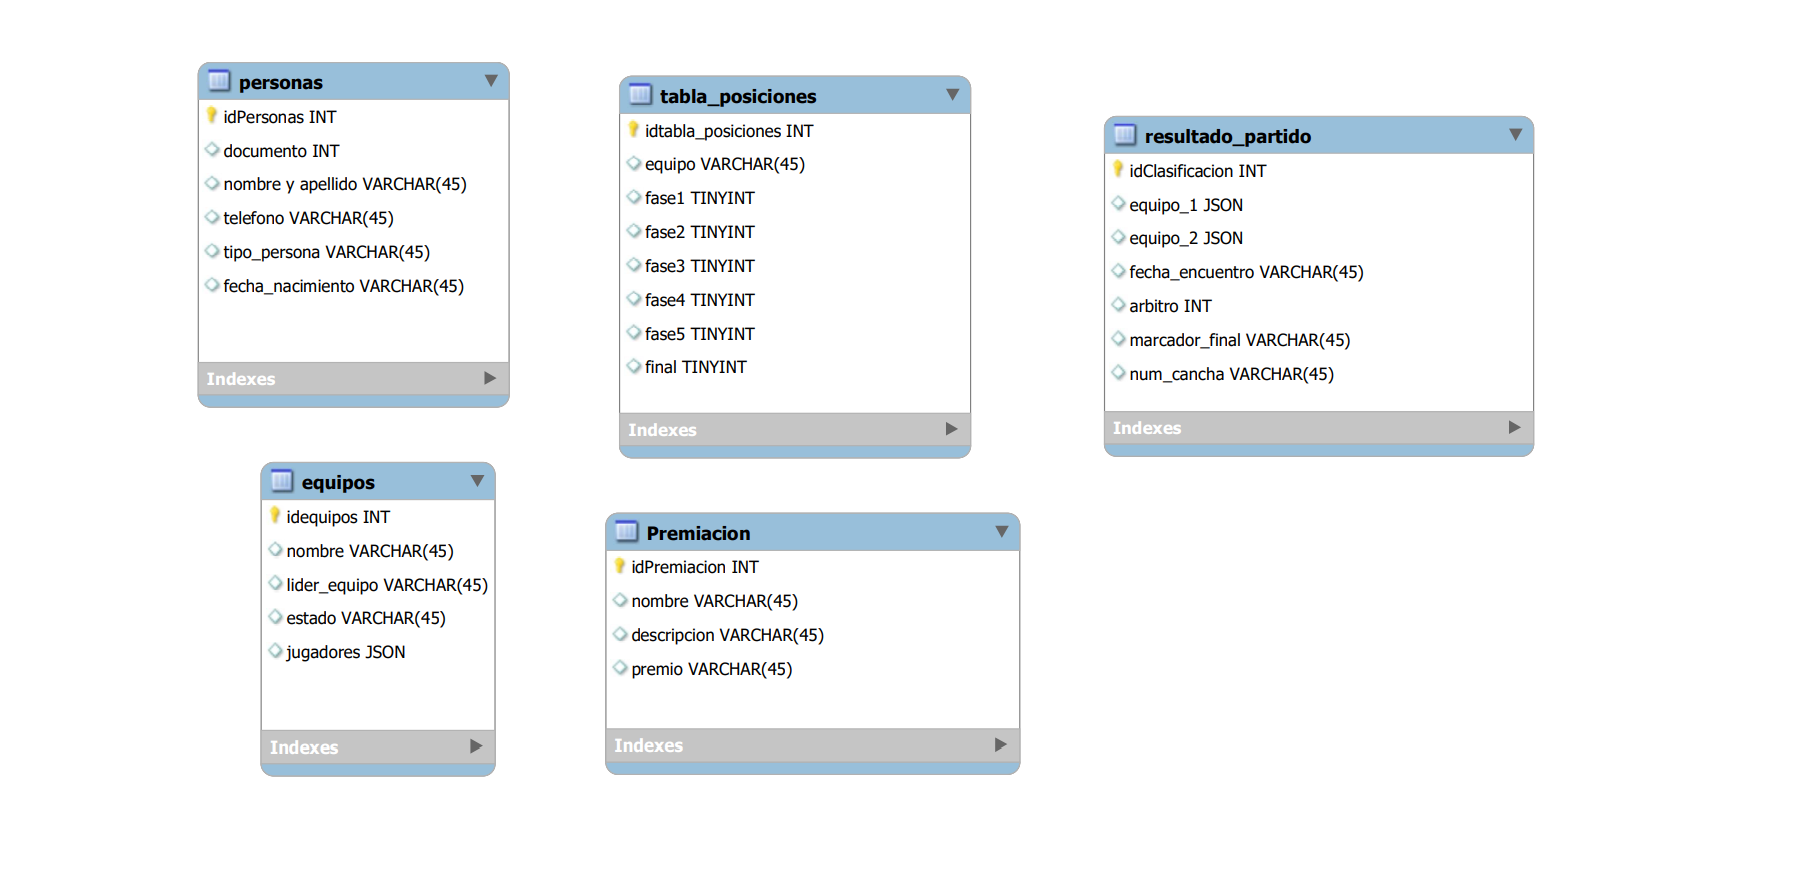 personas
idPersonas INT
documento INT
nombre y apellido VARCHAR(45)
telefono VARCHAR(45)
tipo_persona VARCHAR(45)
fecha_nacimiento VARCHAR(45)
Indexes
tabla_posiciones
idtabla_posiciones INT
equipo VARCHAR(45)
fase1 TINYINT
fase2 TINYINT
fase3 TINYINT
fase4 TINYINT
fase5 TINYINT
final TINYINT
Indexes
resultado_partido
idClasificacion INT
equipo_1 JSON
equipo_2 JSON
fecha_encuentro VARCHAR(45)
arbitro INT
marcador_final VARCHAR(45)
num_cancha VARCHAR(45)
Indexes
equipos
idequipos INT
nombre VARCHAR(45)
lider_equipo VARCHAR(45)
estado VARCHAR(45)
jugadores JSON
Indexes
Premiacion
idPremiacion INT
nombre VARCHAR(45)
descripcion VARCHAR(45)
premio VARCHAR(45)
Indexes